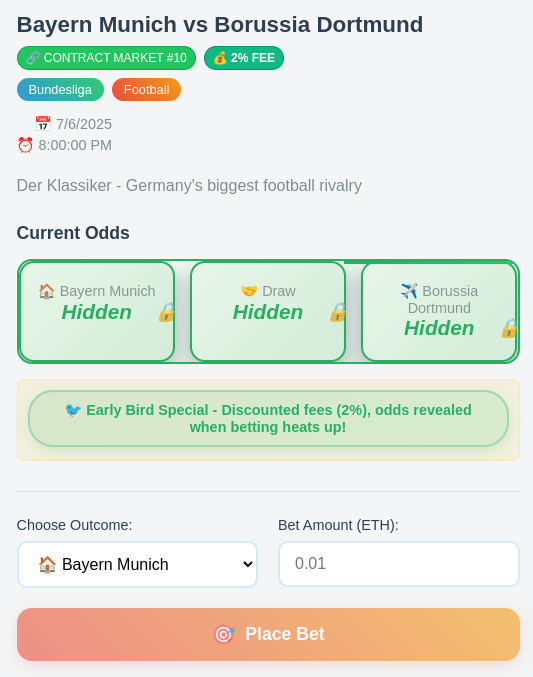 Bayern Munich vs Borussia Dortmund
🔗 CONTRACT MARKET #10 💰 2% FEE
Bundesliga Football
📅 7/6/2025
⏰ 8:00:00 PM
Der Klassiker - Germany's biggest football rivalry
Current Odds
🏠 Bayern Munich
Hidden 🔒
🤝 Draw
Hidden 🔒
✈️ Borussia
Dortmund
Hidden 🔒
🐦 Early Bird Special - Discounted fees (2%), odds revealed
when betting heats up!
Choose Outcome:
🏠 Bayern Munich
Bet Amount (ETH):
0.01
🎯 Place Bet